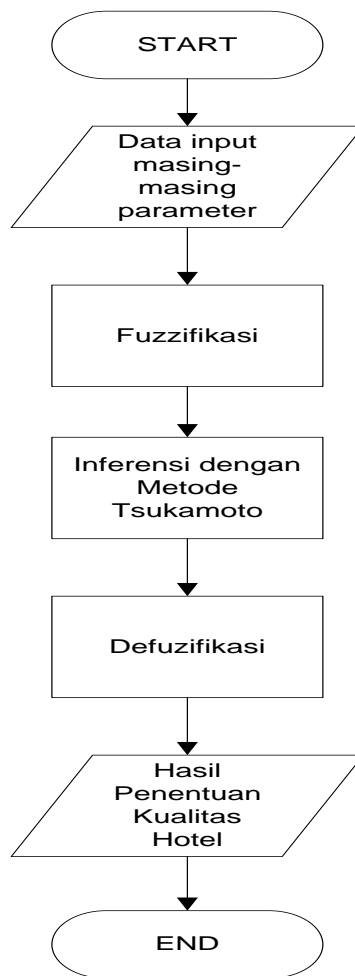 START
Data input
masing-
masing
parameter
Fuzzifikasi
Inferensi dengan
Metode
Tsukamoto
Defuzifikasi
Hasil
Penentuan
Kualitas
Hotel
END